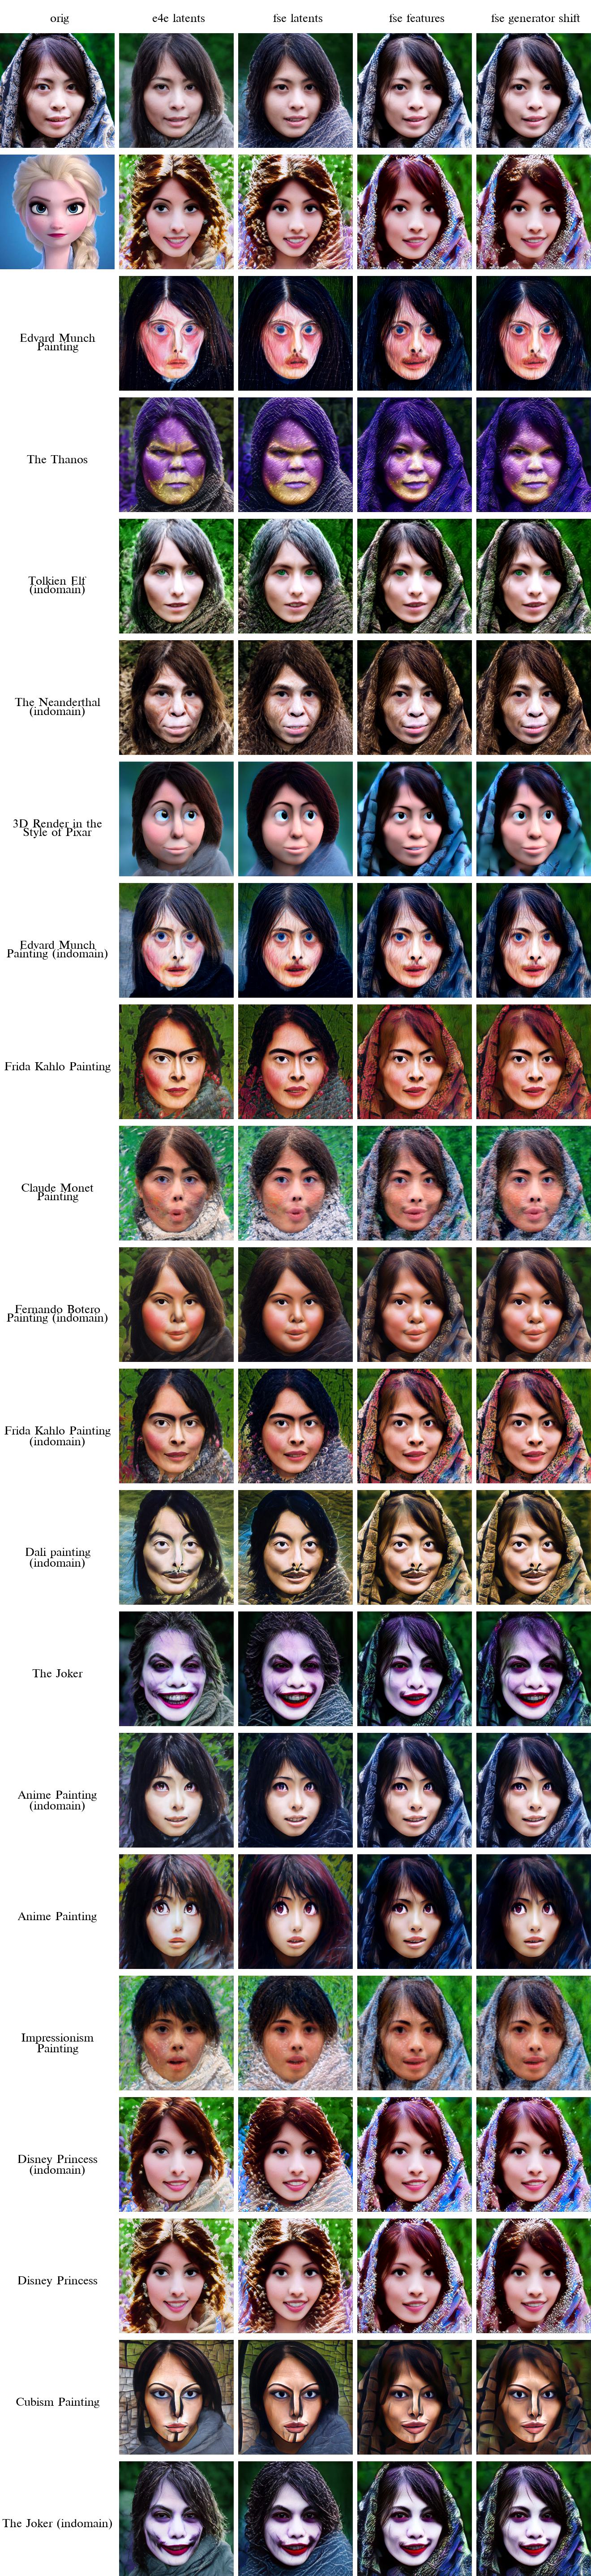 orig
e4e latents
fse latents
fse features
fse generator shift
Edvard Munch
Painting
The Thanos
Tolkien Elf
(indomain)
The Neanderthal
(indomain)
3D Render in the
Style of Pixar
Edvard Munch
Painting (indomain)
Frida Kahlo Painting
Claude Monet
Painting
Fernando Botero
Painting (indomain)
Frida Kahlo Painting
(indomain)
Dali painting
(indomain)
The Joker
Anime Painting
(indomain)
Anime Painting
Impressionism
Painting
Disney Princess
(indomain)
Disney Princess
Cubism Painting
The Joker (indomain)